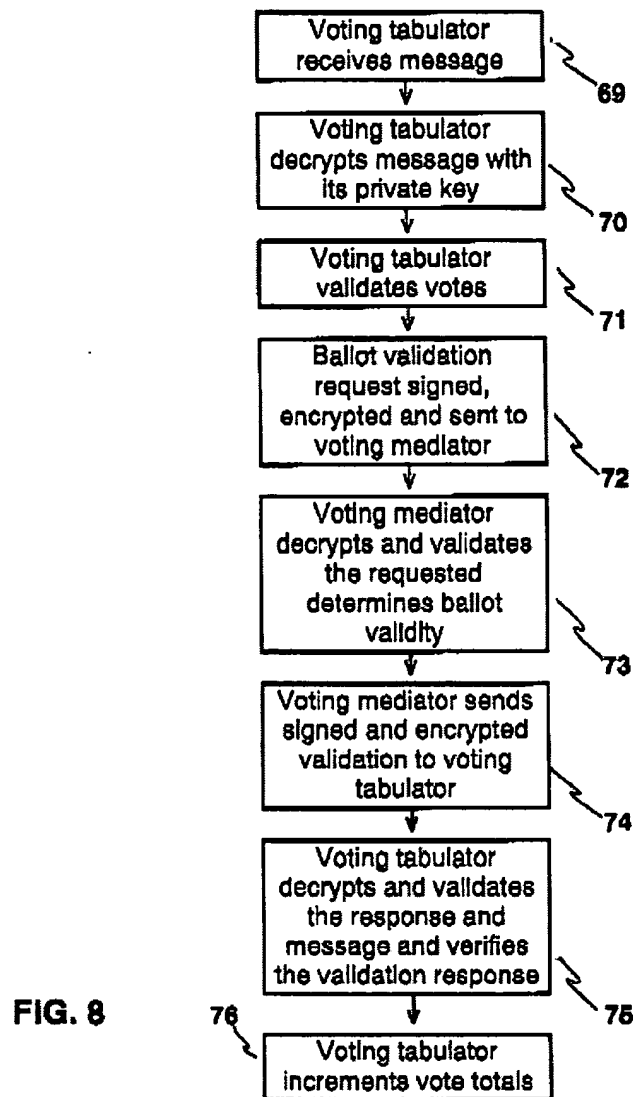 Voting tabulator
receives message
69
Voting tabulator
decrypts message with
its private key
70
Voting tabulator
validates votes
71
Ballot validation
request signed,
encrypted and sent to
voting mediator
72
Voting mediator
decrypts and validates
the requested
determines ballot
validity
73
Voting mediator sends
signed and encrypted
validation to voting
tabulator
74
Voting tabulator
decrypts and validates
the response and
message and verifies
the validation response
75
FIG. 8
76
Voting tabulator
increments vote totals